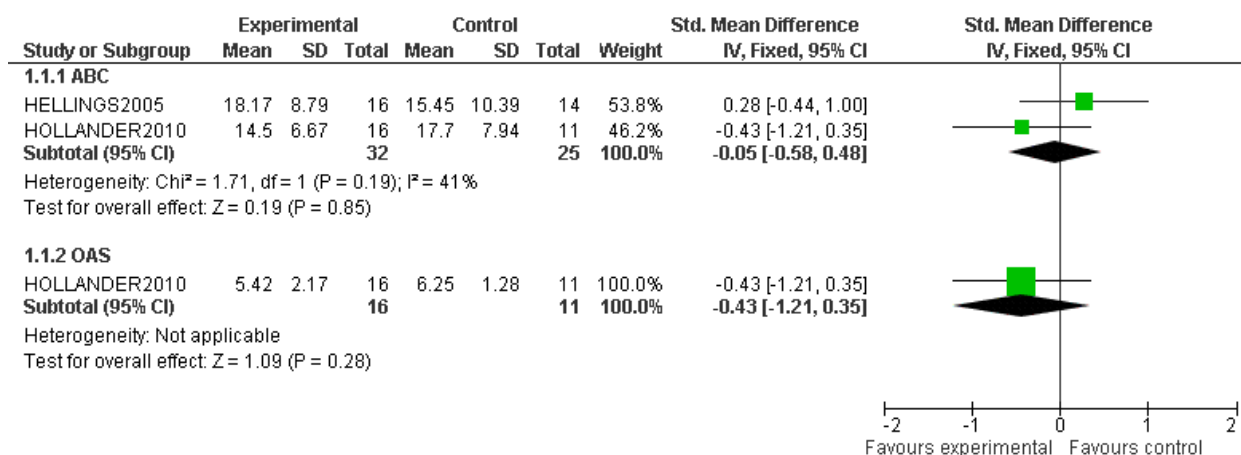 Experimental Control Std. Mean Difference Std. Mean Difference
Study or Subgroup Mean SD Total Mean SD Total Weight IV, Fixed, 95% CI IV, Fixed, 95% CI
1.1.1 ABC
HELLINGS2005 18.17 8.79 16 15.45 10.39 14 53.8% 0.28 [-0.44, 1.00]
HOLLANDER2010 14.5 6.67 16 17.7 7.94 11 46.2% -0.43 [-1.21, 0.35]
Subtotal (95% CI) 32 25 100.0% -0.05 [-0.58, 0.48]
Heterogeneity: Chi² = 1.71, df = 1 (P = 0.19); I² = 41%
Test for overall effect: Z = 0.19 (P = 0.85)
1.1.2 OAS
HOLLANDER2010 5.42 2.17 16 6.25 1.28 11 100.0% -0.43 [-1.21, 0.35]
Subtotal (95% CI) 16 11 100.0% -0.43 [-1.21, 0.35]
Heterogeneity: Not applicable
Test for overall effect: Z = 1.09 (P = 0.28)
-2 -1 0 1 2
Favours experimental Favours control